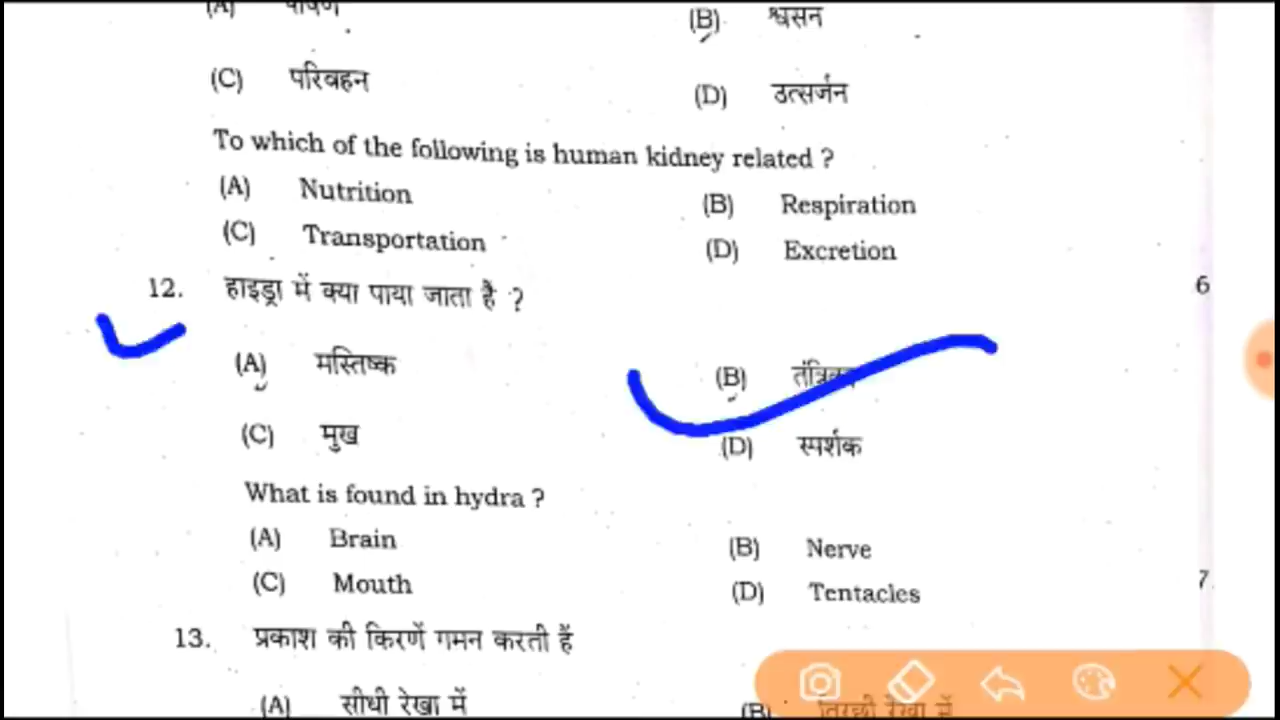 (A) पोषण (B) श्वसन
(C) परिवहन (D) उत्सर्जन
To which of the following is human kidney related ?
(A) Nutrition (B) Respiration
(C) Transportation (D) Excretion
12. हाइड्रा में क्या पाया जाता है ? 6
(A) मस्तिष्क (B)
(C) मुख (D) स्पर्शक
What is found in hydra ?
(A) Brain (B) Nerve
(C) Mouth (D) Tentacles
7
13. प्रकाश की किरणें गमन करती हैं
(A) सीधी रेखा में (B) तिरछी रेखा में